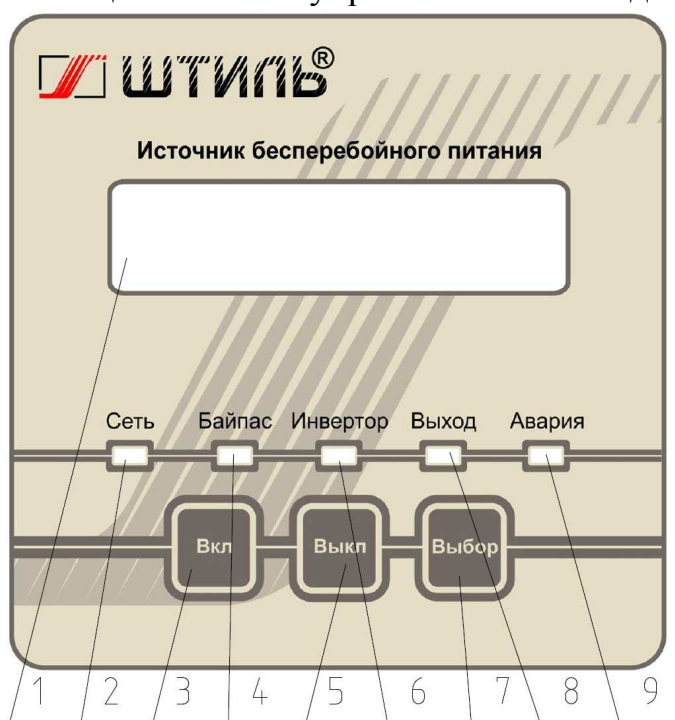 ШТИЛЬ®
Источник бесперебойного питания
Сеть Байпас Инвертор Выход Авария
Вкл Выкл Выбор
1 2 3 4 5 6 7 8 9